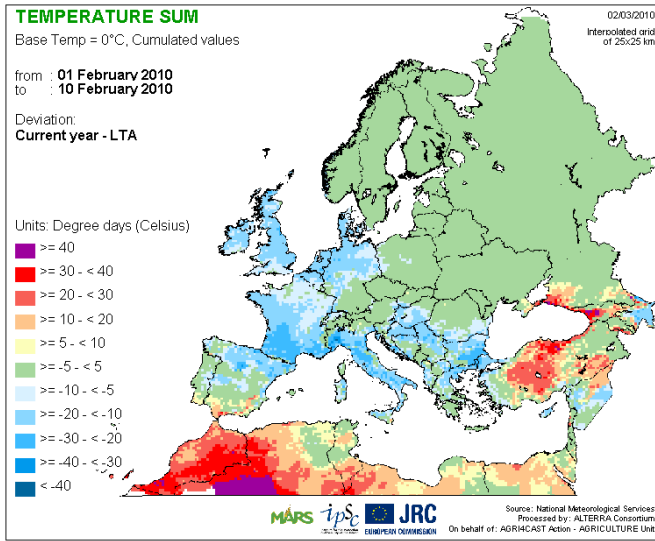 TEMPERATURE SUM
02/03/2010
Base Temp = 0°C, Cumulated values
Interpolated grid
of 25x25 km
from : 01 February 2010
to : 10 February 2010
Deviation:
Current year - LTA
Units: Degree days (Celsius)
>= 40
>= 30 - < 40
>= 20 - < 30
>= 10 - < 20
>= 5 - < 10
>= -5 - < 5
>= -10 - < -5
>= -20 - < -10
>= -30 - < -20
>= -40 - < -30
< -40
MARS
ipsc
JRC
EUROPEAN COMMISSION
Source: National Meteorological Services
Processed by: ALTERRA Consortium
On behalf of: AGRI4CAST Action - AGRICULTURE Unit